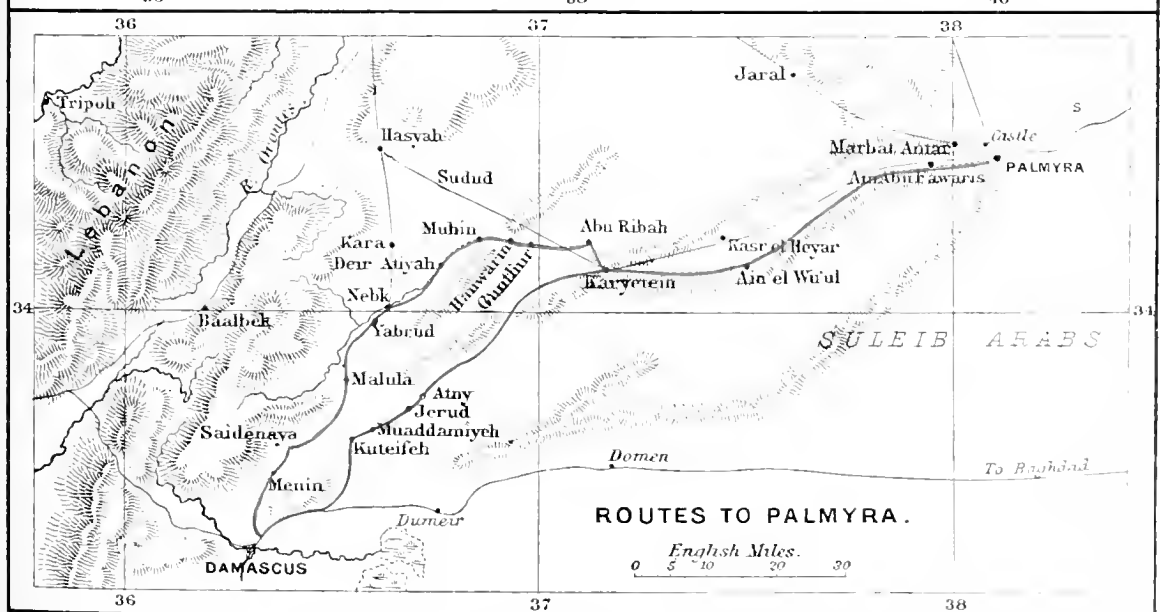 36 37 38
Jaral
Tripoli
S
Castle
Hasyah
Orontes
R.
Marbat Antar
PALMYRA
Sudud
Ain Abu Fawaris
Lebanon
Muhin
Abu Ribah
Kara
Kasr el Heyar
Deir Atiyah
Hauwarin
Gunthur
Karyetein
Ain el Wu'ul
Nebk
34 34
Baalbek
Yabrud
SULEIB ARABS
Malula
Atny
Jerud
Saidenaya
Muaddamiyeh
Kuteifeh
Domen
To Baghdad
Menin
Dumeir
ROUTES TO PALMYRA.
English Miles.
DAMASCUS
0 5 10 20 30
36 37 38